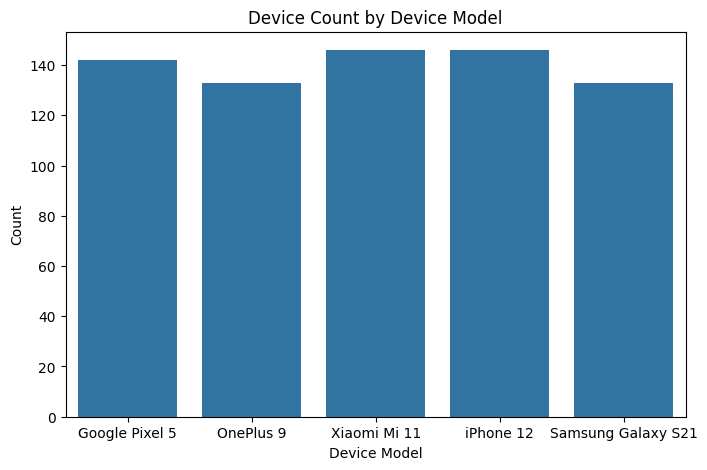 Device Count by Device Model
140
120
100
80
60
40
20
0
Count
Google Pixel 5 OnePlus 9 Xiaomi Mi 11 iPhone 12 Samsung Galaxy S21
Device Model